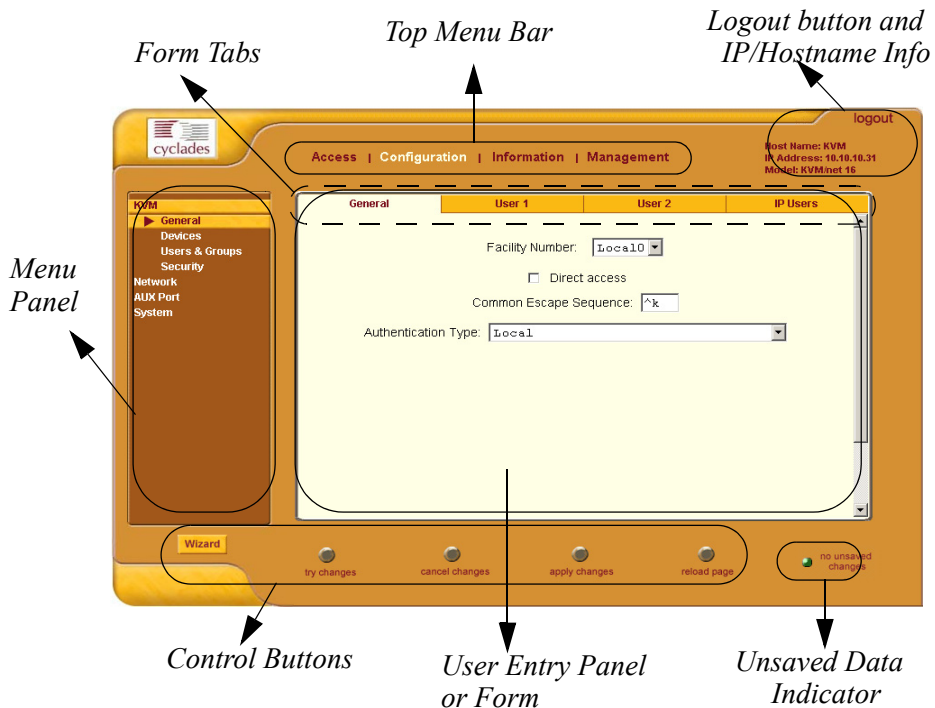 Form Tabs
Top Menu Bar
Logout button and
IP/Hostname Info
cyclades
logout
Access | Configuration | Information | Management
Host Name: KVM
IP Address: 10.10.10.31
Model: KVM/net 16
KVM
General
Devices
Users & Groups
Security
Network
AUX Port
System
General
User 1
User 2
IP Users
Facility Number: Local0
Direct access
Common Escape Sequence: ^k
Authentication Type: Local
Menu
Panel
Wizard
try changes
cancel changes
apply changes
reload page
no unsaved
changes
Control Buttons
User Entry Panel
or Form
Unsaved Data
Indicator